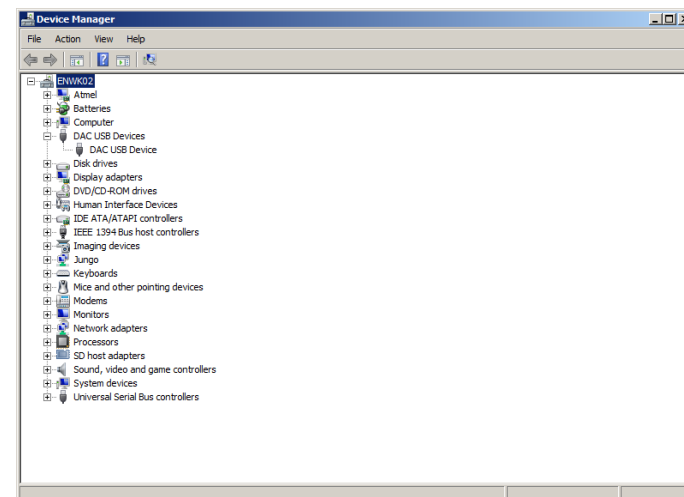 Device Manager
File Action View Help
ENWK02
Atmel
Batteries
Computer
DAC USB Devices
DAC USB Device
Disk drives
Display adapters
DVD/CD-ROM drives
Human Interface Devices
IDE ATA/ATAPI controllers
IEEE 1394 Bus host controllers
Imaging devices
Jungo
Keyboards
Mice and other pointing devices
Modems
Monitors
Network adapters
Processors
SD host adapters
Sound, video and game controllers
System devices
Universal Serial Bus controllers